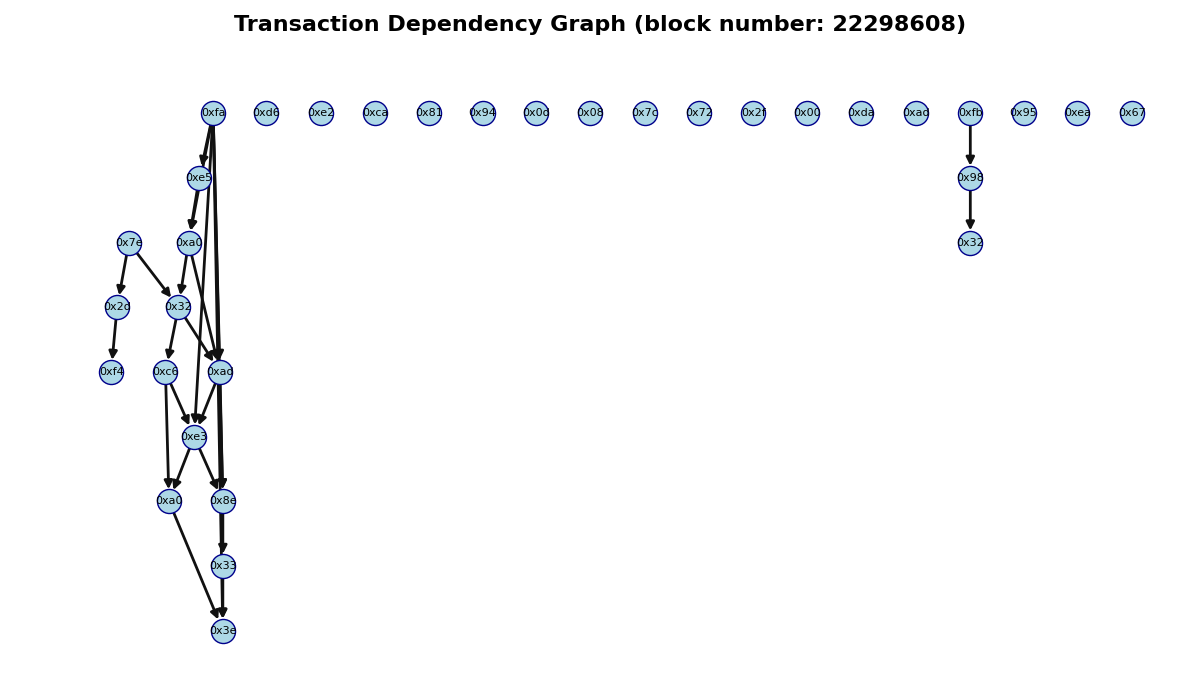 Transaction Dependency Graph (block number: 22298608)
0xfa 0xd6 0xe2 0xca 0x81 0x94 0x0d 0x08 0x7c 0x72 0x2f 0x00 0xda 0xad 0xfb 0x95 0xea 0x67
0xe5 0x98
0x7e 0xa0 0x32
0x2d 0x32
0xf4 0xc6 0xad
0xe3
0xa0 0x8e
0x33
0x3e